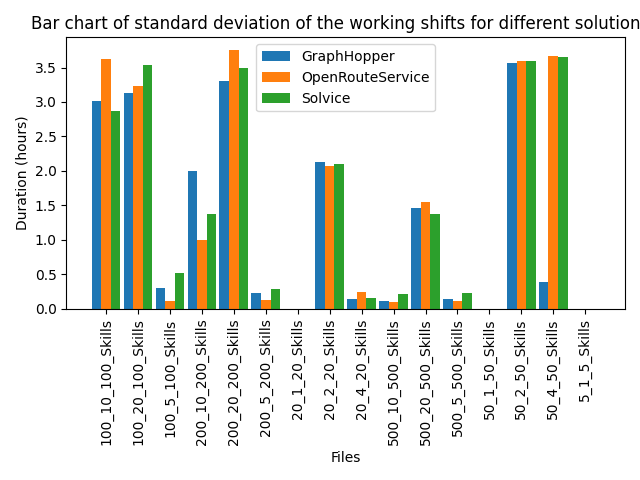 Bar chart of standard deviation of the working shifts for different solution
GraphHopper
OpenRouteService
Solvice
Duration (hours)
3.5
3.0
2.5
2.0
1.5
1.0
0.5
0.0
100_10_100_Skills
100_20_100_Skills
100_5_100_Skills
200_10_200_Skills
200_20_200_Skills
200_5_200_Skills
20_1_20_Skills
20_2_20_Skills
20_4_20_Skills
500_10_500_Skills
500_20_500_Skills
500_5_500_Skills
50_1_50_Skills
50_2_50_Skills
50_4_50_Skills
5_1_5_Skills
Files